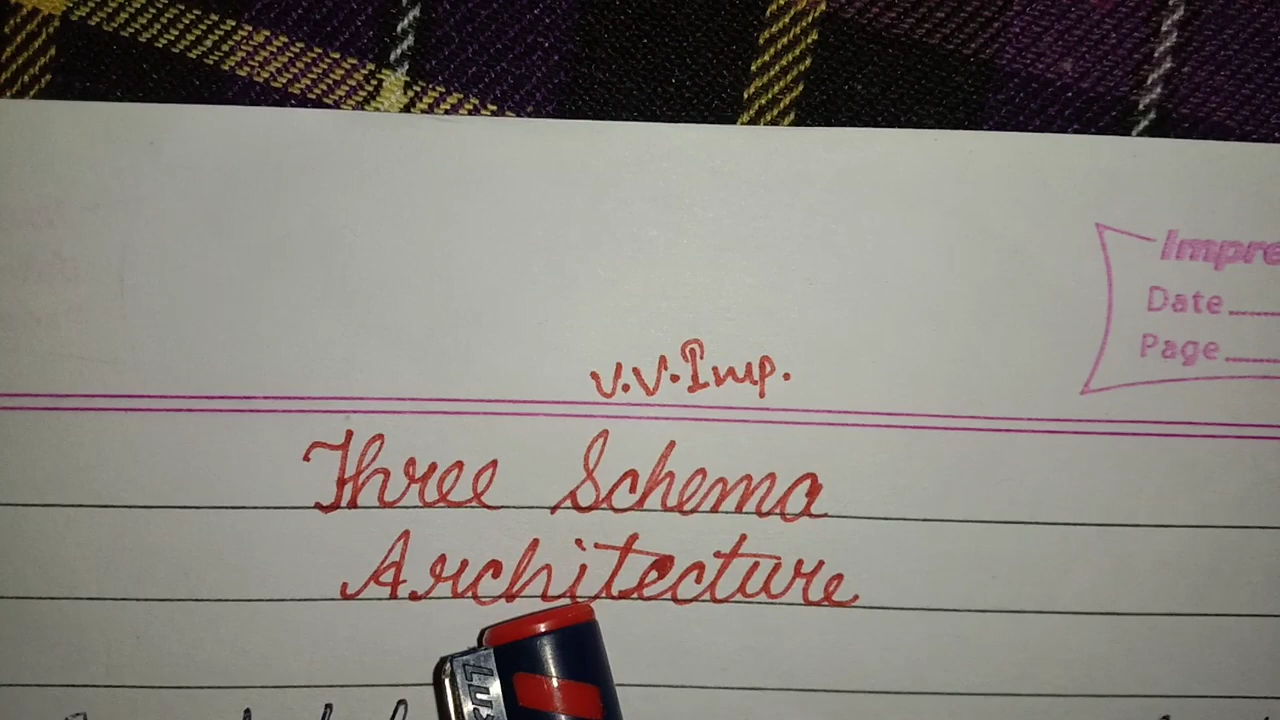 Impre
Date
Page
V.V.Imp.
Three Schema
Architecture